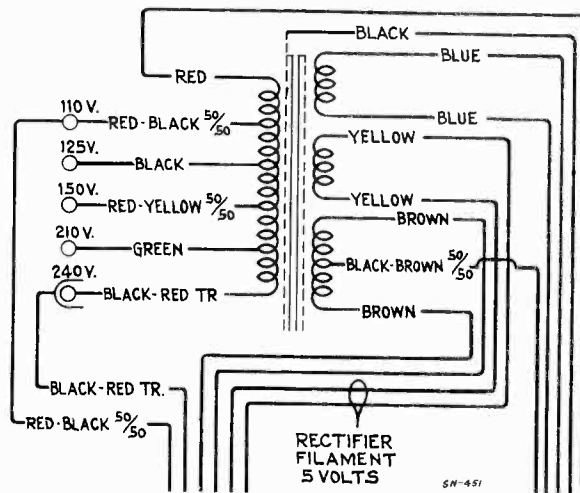 BLACK
BLUE
RED
110 V.
RED-BLACK 50/50
BLUE
125V.
BLACK
YELLOW
150V.
RED-YELLOW 50/50
YELLOW
BROWN
210V.
GREEN
BLACK-BROWN 50/50
240V.
BLACK-RED TR
BROWN
BLACK-RED TR.
RED-BLACK 50/50
RECTIFIER
FILAMENT
5 VOLTS
SN-451